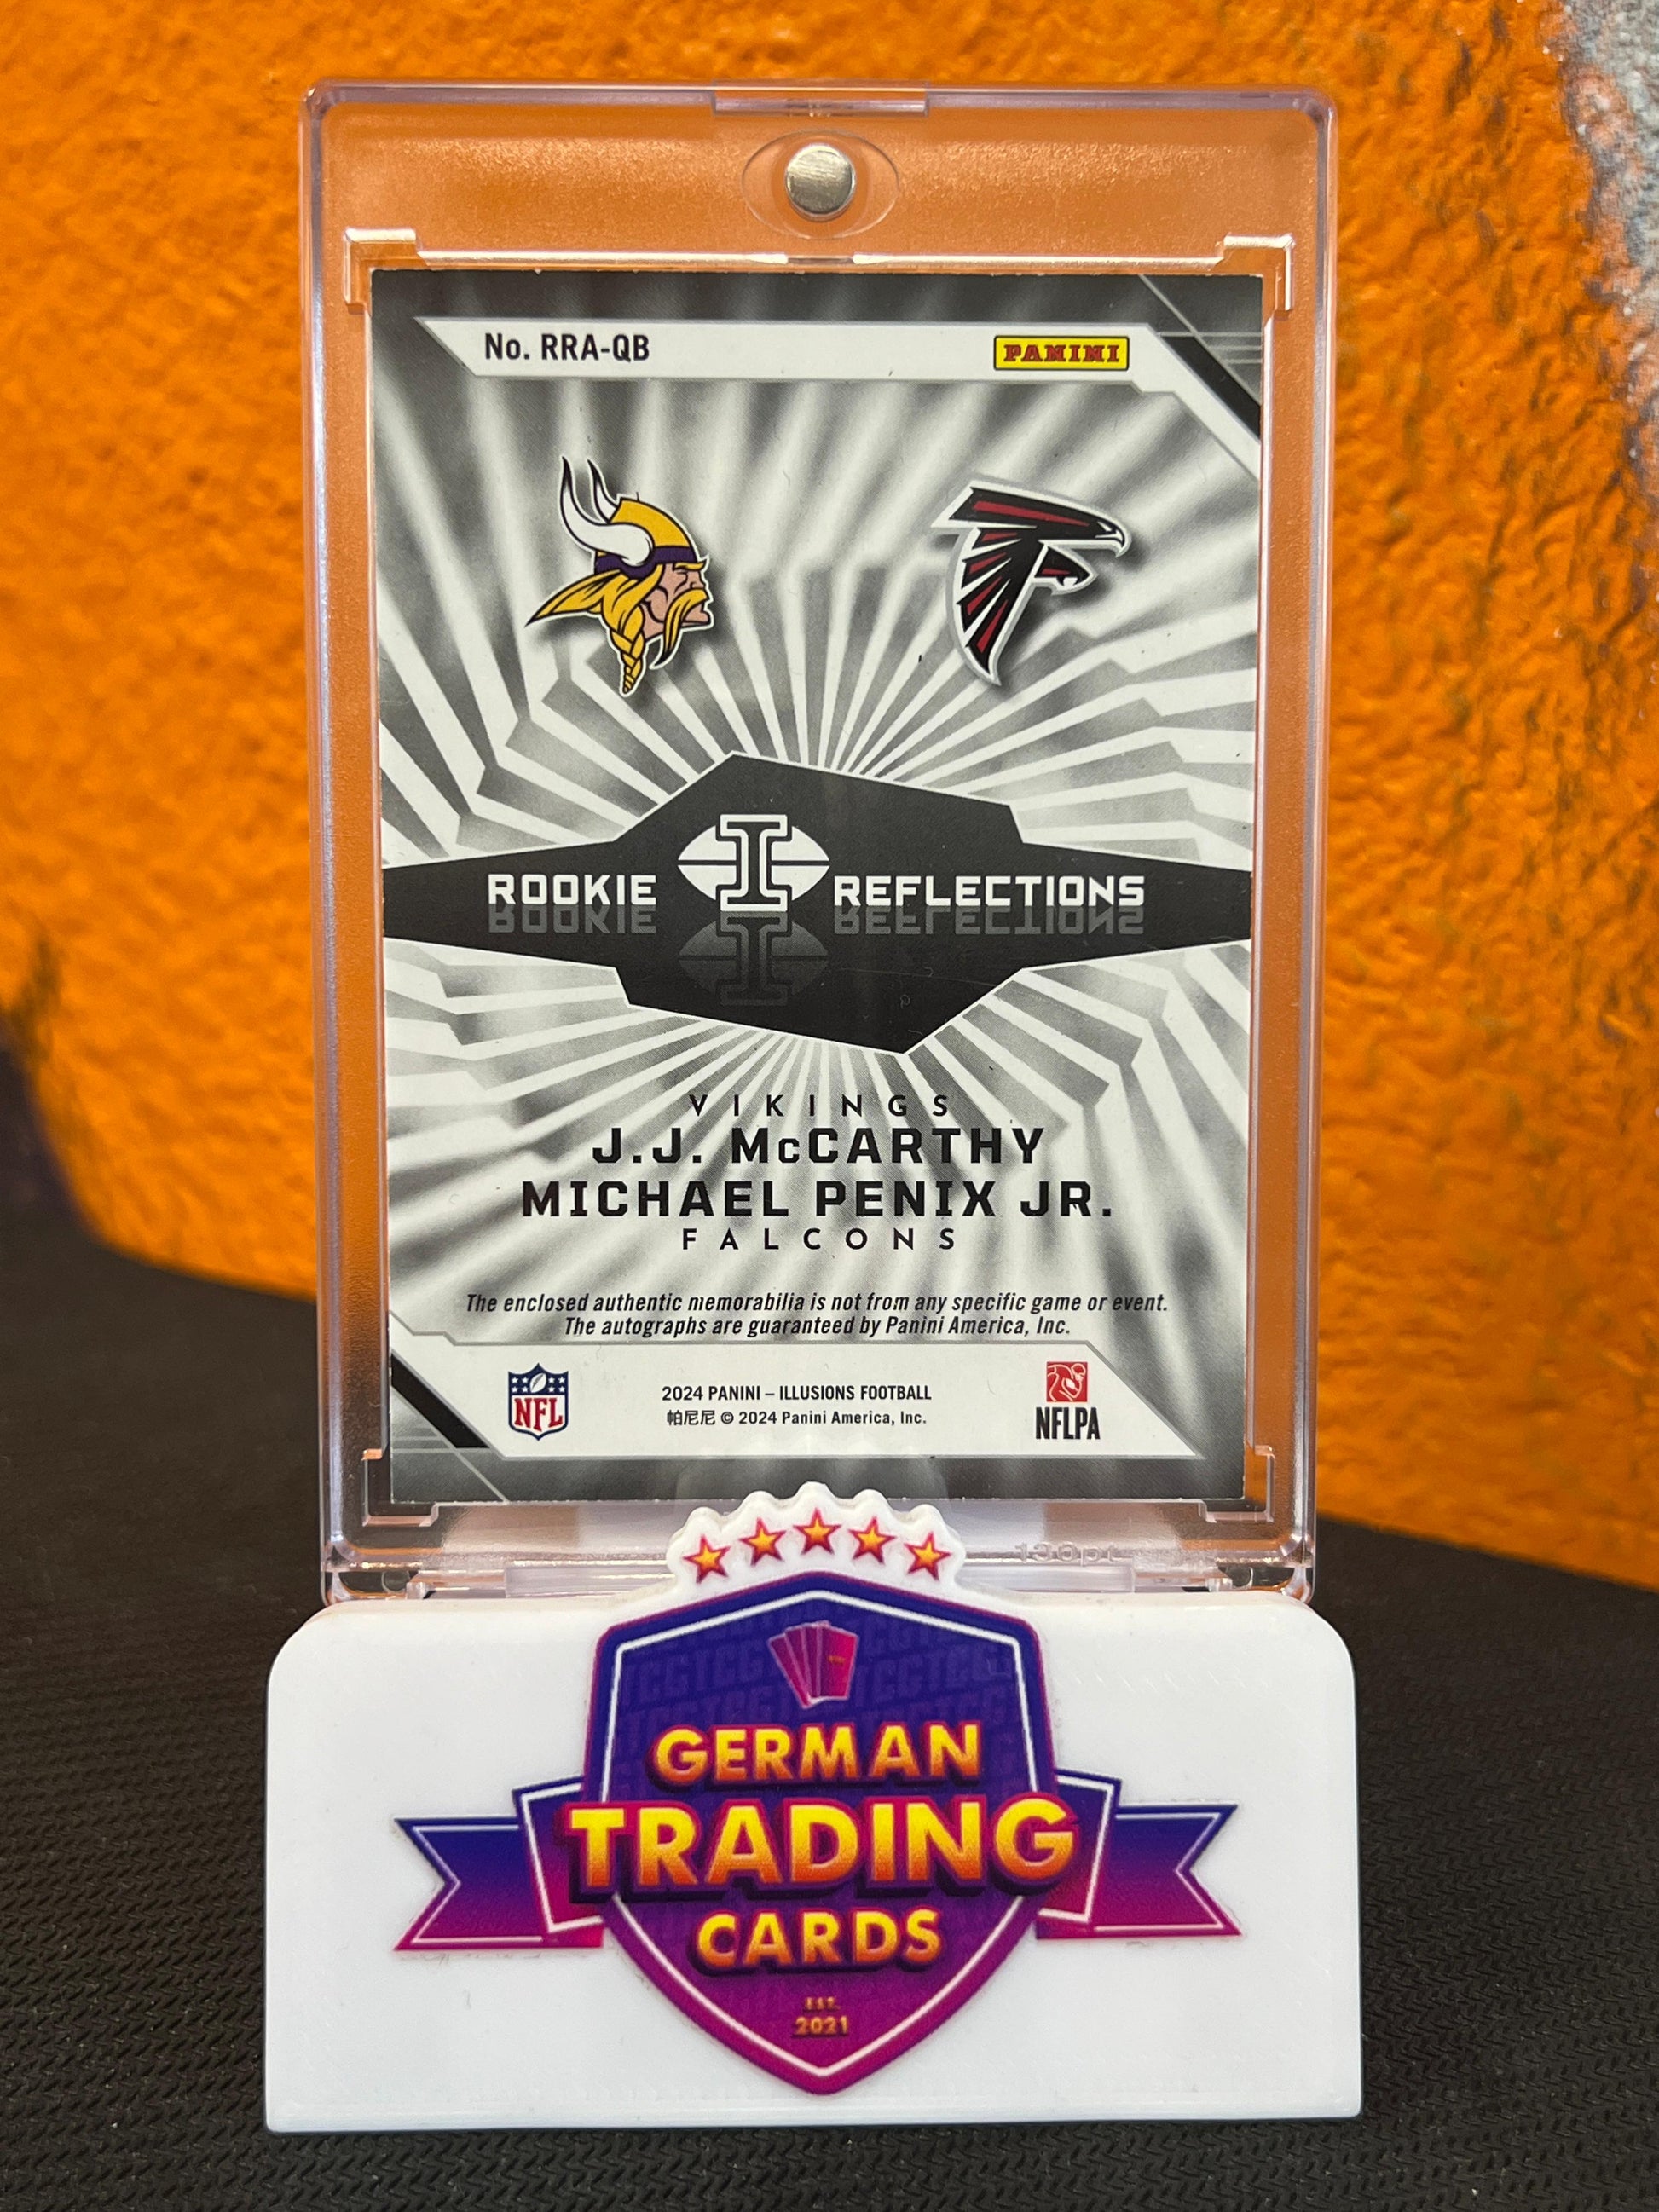 No. RRA-QB
PANINI
ROOKIE I REFLECTIONS
VIKINGS
J.J. McCARTHY
MICHAEL PENIX JR.
FALCONS
The enclosed authentic memorabilia is not from any specific game or event.
The autographs are guaranteed by Panini America, Inc.
NFL
2024 PANINI – ILLUSIONS FOOTBALL
帕尼尼 © 2024 Panini America, Inc.
NFLPA
130pt
GERMAN
TRADING
CARDS
EST.
2021